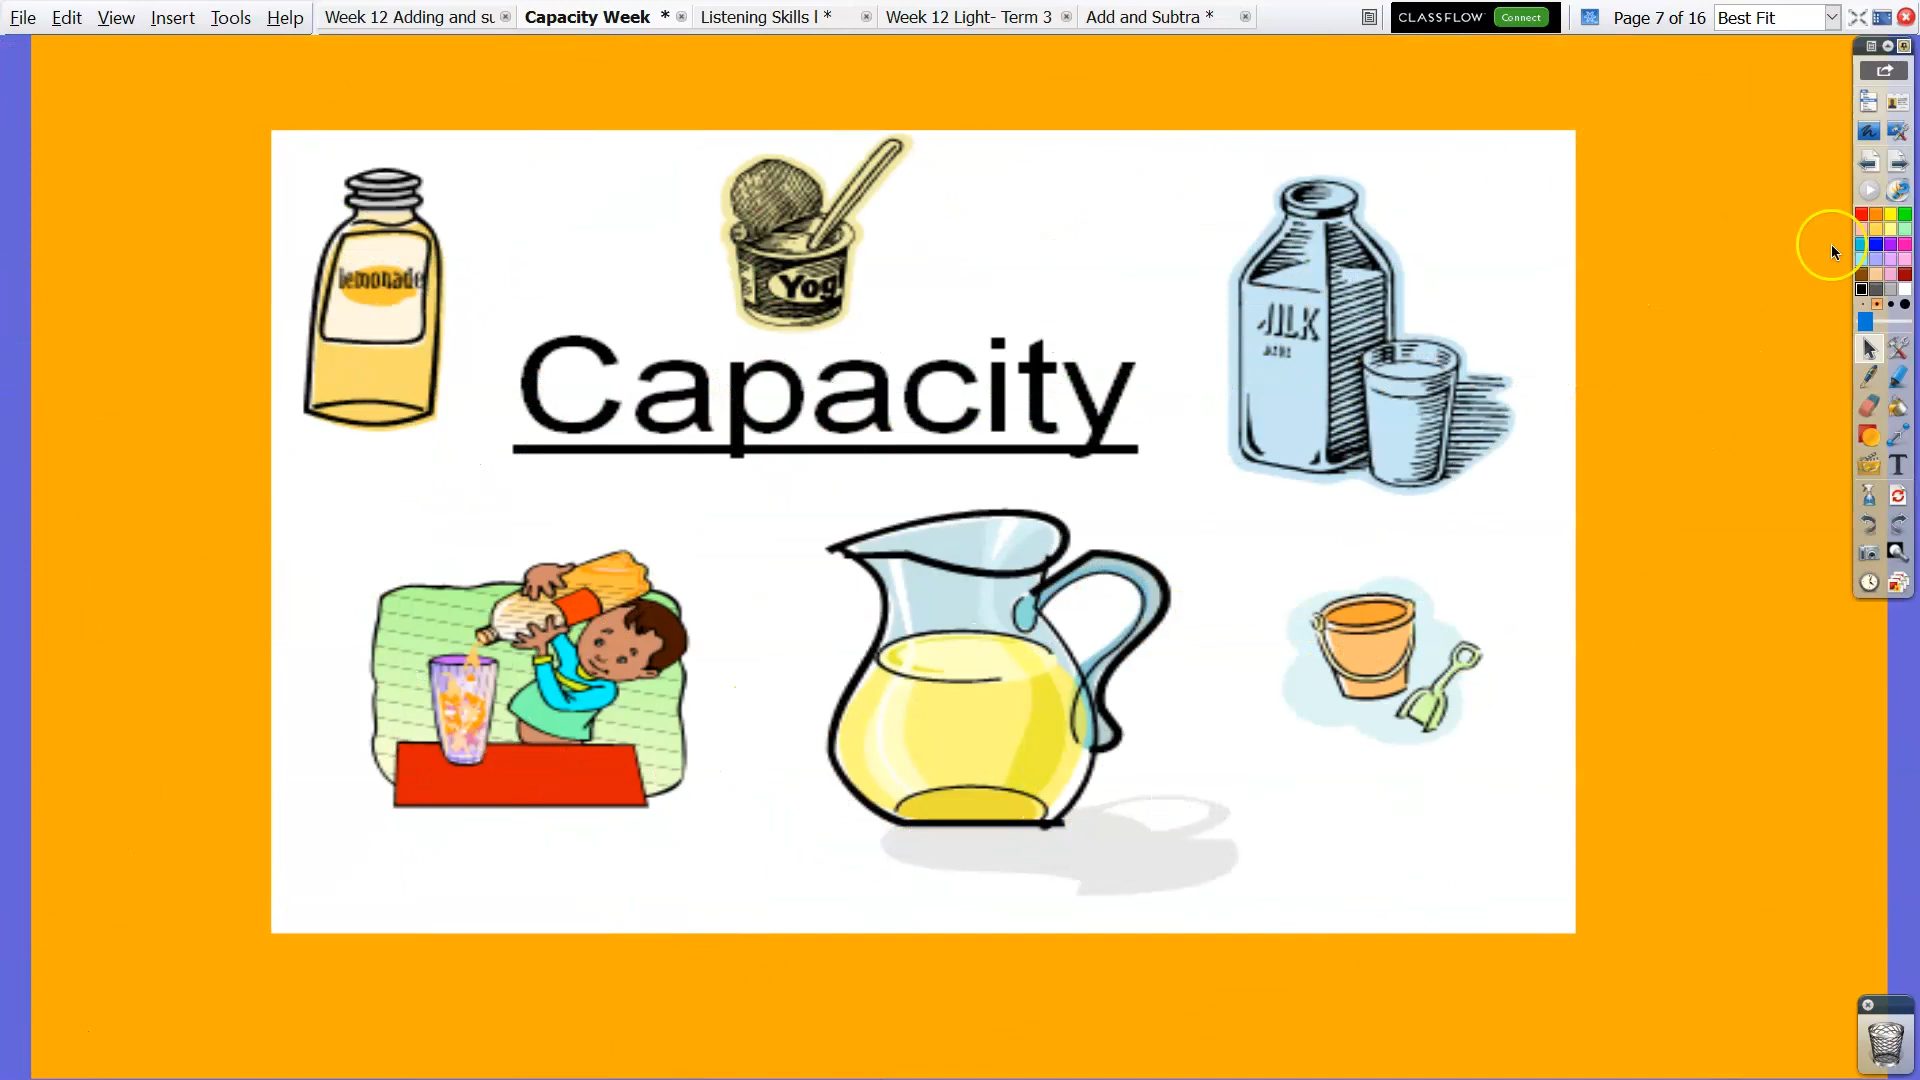 File Edit View Insert Tools Help Week 12 Adding and su Capacity Week * Listening Skills l * Week 12 Light- Term 3 Add and Subtra * CLASSFLOW Connect Page 7 of 16 Best Fit
lemonade
Yog!
MILK
Capacity
T